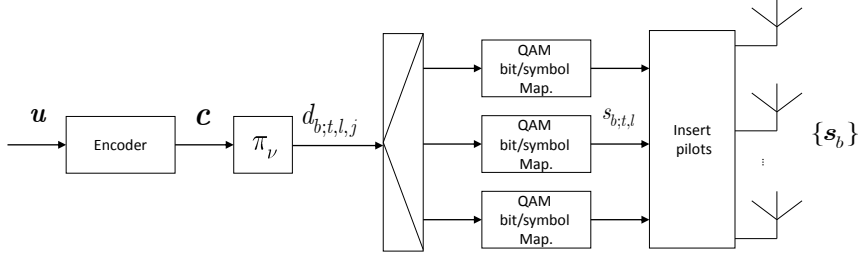 u
Encoder
c
π_ν
d_{b;t,l,j}
QAM
bit/symbol
Map.
QAM
bit/symbol
Map.
QAM
bit/symbol
Map.
s_{b;t,l}
Insert
pilots
...
{s_b}